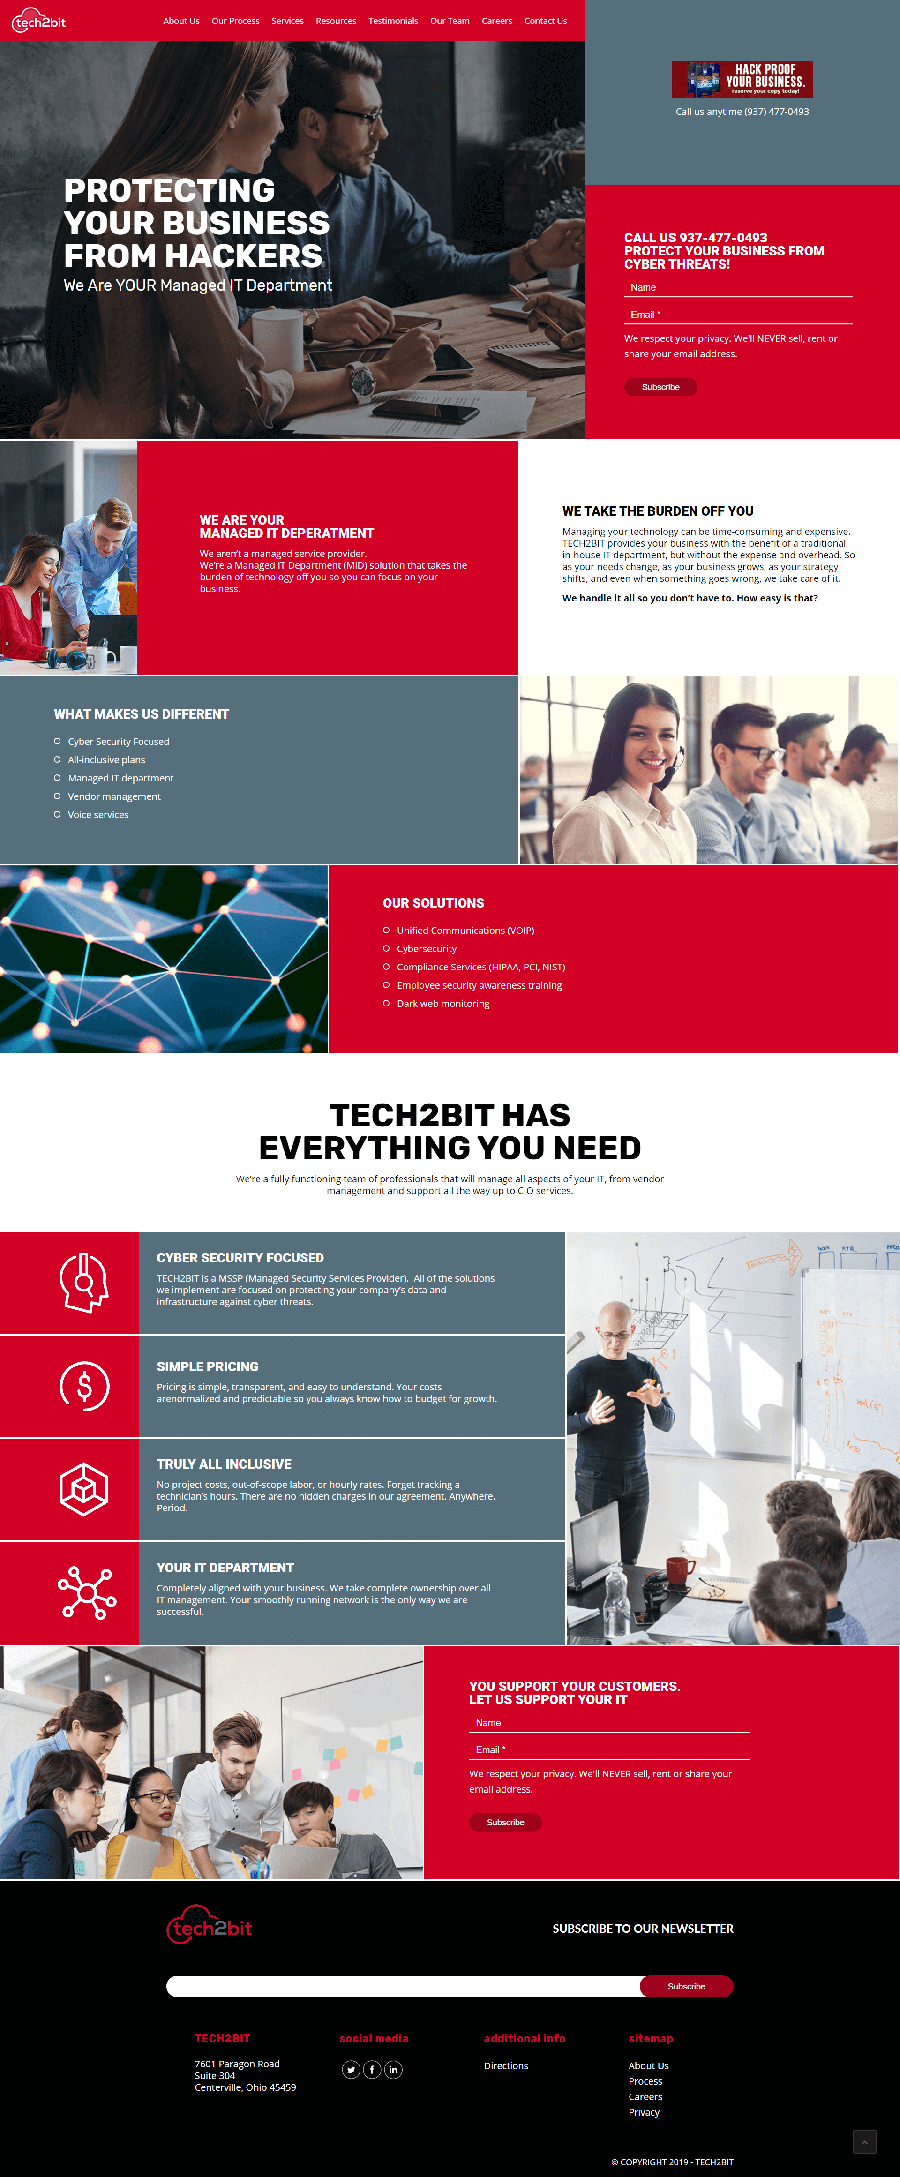 tech2bit
About Us Our Process Services Resources Testimonials Our Team Careers Contact Us
HACK PROOF
YOUR BUSINESS.
reserve your copy today!
Call us anytime (937) 477-0493
PROTECTING
YOUR BUSINESS
FROM HACKERS
We Are YOUR Managed IT Department
CALL US 937-477-0493
PROTECT YOUR BUSINESS FROM
CYBER THREATS!
Name
Email *
We respect your privacy. We'll NEVER sell, rent or
share your email address.
Subscribe
WE ARE YOUR
MANAGED IT DEPERATMENT
We aren't a managed service provider.
We're a Managed IT Department (MID) solution that takes the
burden of technology off you so you can focus on your
business.
WE TAKE THE BURDEN OFF YOU
Managing your technology can be time-consuming and expensive.
TECH2BIT provides your business with the benefit of a traditional
in-house IT department, but without the expense and overhead. So
as your needs change, as your business grows, as your strategy
shifts, and even when something goes wrong, we take care of it.
We handle it all so you don't have to. How easy is that?
WHAT MAKES US DIFFERENT
Cyber Security Focused
All-inclusive plans
Managed IT department
Vendor management
Voice services
OUR SOLUTIONS
Unified Communications (VOIP)
Cybersecurity
Compliance Services (HIPAA, PCI, NIST)
Employee security awareness training
Dark web monitoring
TECH2BIT HAS
EVERYTHING YOU NEED
We're a fully functioning team of professionals that will manage all aspects of your IT, from vendor
management and support all the way up to CIO services.
CYBER SECURITY FOCUSED
TECH2BIT is a MSSP (Managed Security Services Provider). All of the solutions
we implement are focused on protecting your company's data and
infrastructure against cyber threats.
SIMPLE PRICING
Pricing is simple, transparent, and easy to understand. Your costs
arenormalized and predictable so you always know how to budget for growth.
TRULY ALL INCLUSIVE
No project costs, out-of-scope labor, or hourly rates. Forget tracking a
technician's hours. There are no hidden charges in our agreement. Anywhere.
Period.
YOUR IT DEPARTMENT
Completely aligned with your business. We take complete ownership over all
IT management. Your smoothly running network is the only way we are
successful.
YOU SUPPORT YOUR CUSTOMERS.
LET US SUPPORT YOUR IT
Name
Email *
We respect your privacy. We'll NEVER sell, rent or share your
email address.
Subscribe
tech2bit
SUBSCRIBE TO OUR NEWSLETTER
Subscribe
TECH2BIT
7601 Paragon Road
Suite 304
Centerville, Ohio 45459
social media
additional info
Directions
sitemap
About Us
Process
Careers
Privacy
© COPYRIGHT 2019 - TECH2BIT